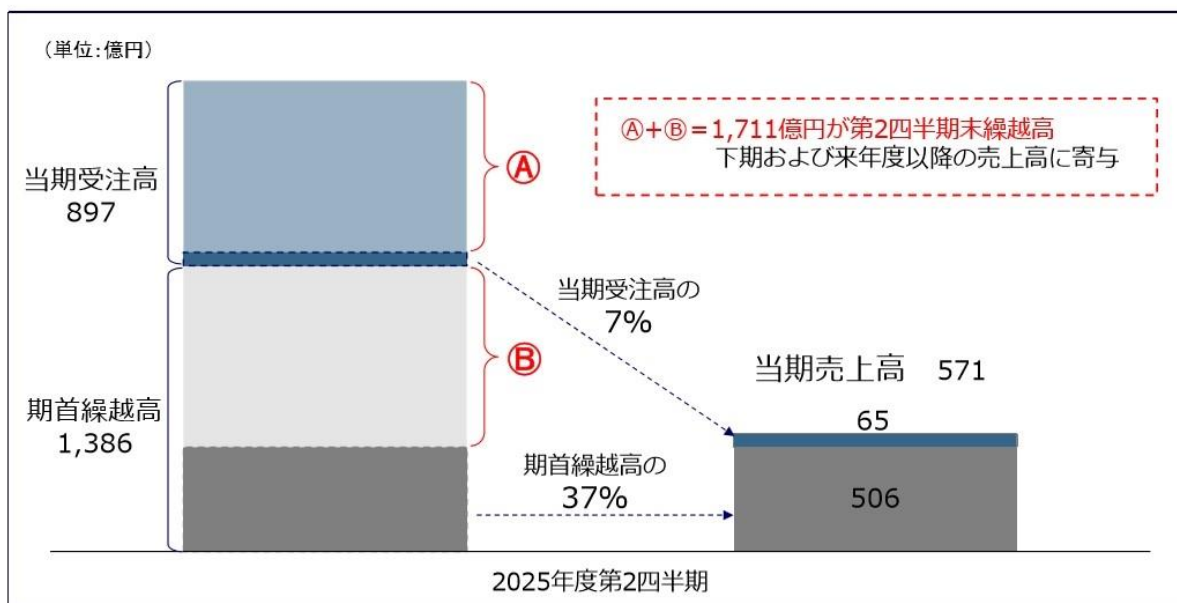 (単位:億円)
当期受注高
897
Ⓐ
Ⓐ+Ⓑ=1,711億円が第2四半期末繰越高
下期および来年度以降の売上高に寄与
当期受注高の
7%
期首繰越高
1,386
Ⓑ
期首繰越高の
37%
当期売上高 571
65
506
2025年度第2四半期